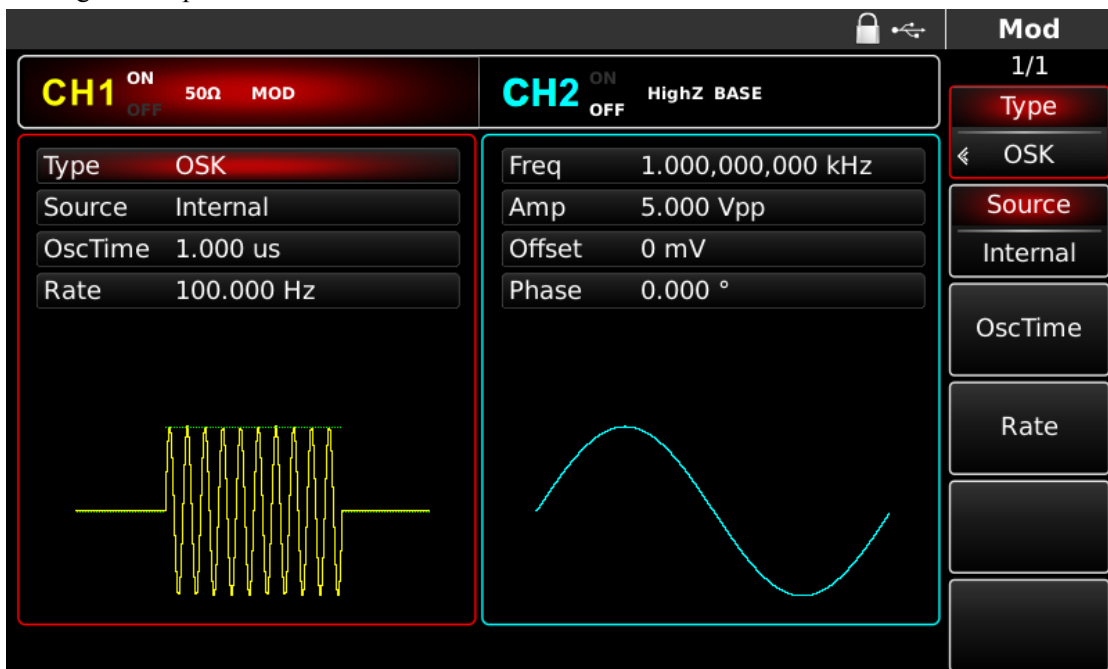 Mod
1/1
CH1 ON OFF 50Ω MOD
CH2 ON OFF HighZ BASE
Type
OSK
Type OSK
Source Internal
OscTime 1.000 us
Rate 100.000 Hz
Freq 1.000,000,000 kHz
Amp 5.000 Vpp
Offset 0 mV
Phase 0.000 °
Source
Internal
OscTime
Rate